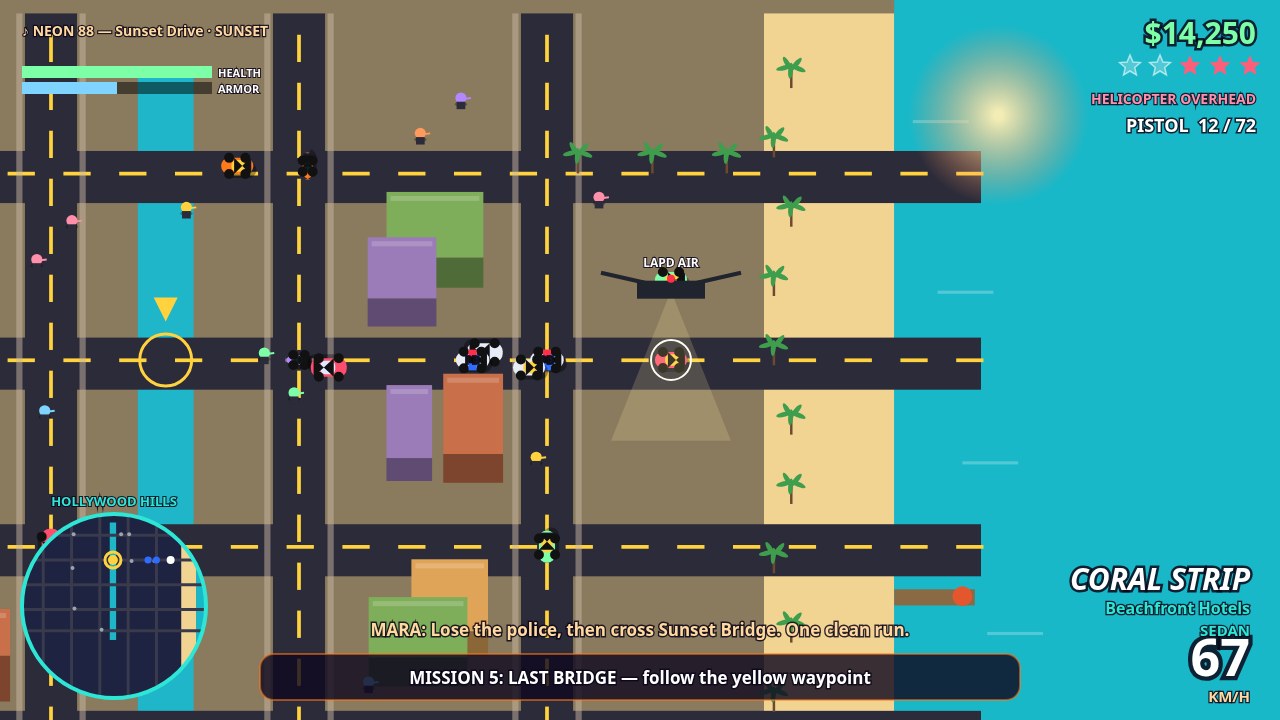 ♪ NEON 88 — Sunset Drive · SUNSET
HEALTH
ARMOR
$14,250
HELICOPTER OVERHEAD
PISTOL 12 / 72
LAPD AIR
HOLLYWOOD HILLS
CORAL STRIP
Beachfront Hotels
SEDAN
67
KM/H
MARA: Lose the police, then cross Sunset Bridge. One clean run.
MISSION 5: LAST BRIDGE — follow the yellow waypoint